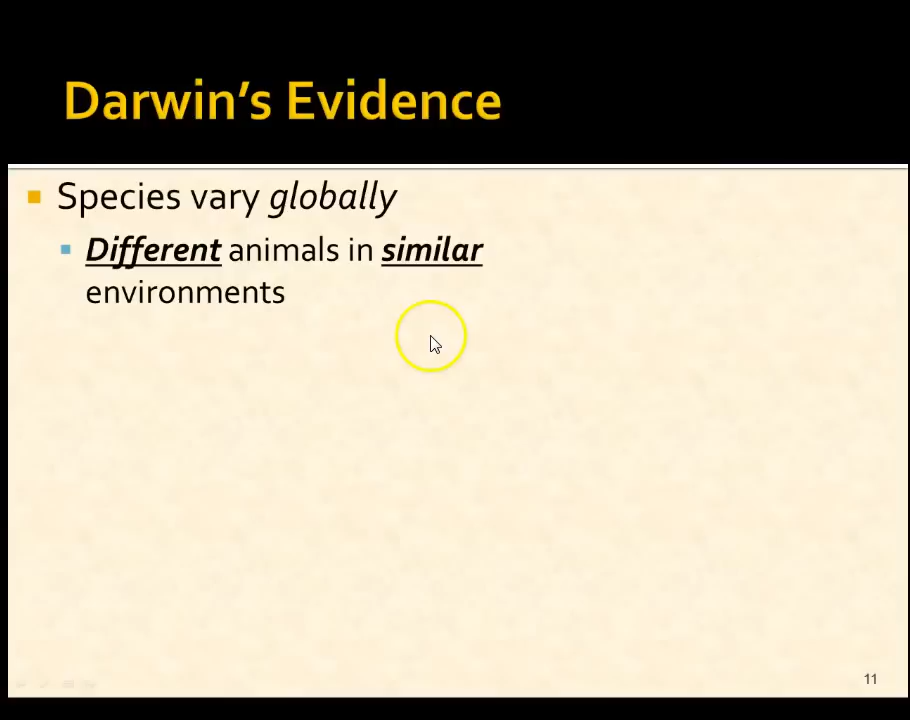 Darwin's Evidence
Species vary globally
Different animals in similar
environments
11